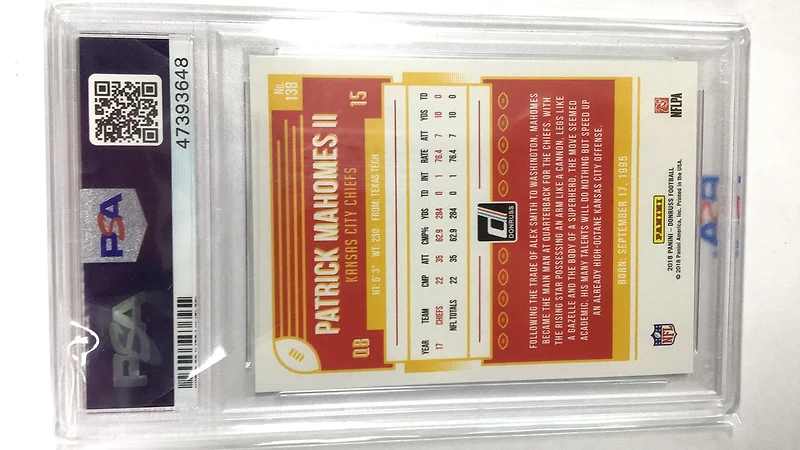 47393648
PSA
PSA
No.
138
15
PATRICK MAHOMES II
KANSAS CITY CHIEFS
QB
HT: 6' 3" WT: 230 FROM: TEXAS TECH
YEAR TEAM CMP ATT CMP% YDS TD INT RATE ATT YDS TD
17 CHIEFS 22 35 62.9 284 0 1 76.4 7 10 0
NFL TOTALS 22 35 62.9 284 0 1 76.4 7 10 0
DONRUSS
FOLLOWING THE TRADE OF ALEX SMITH TO WASHINGTON, MAHOMES
BECAME THE MAIN MAN AT QUARTERBACK FOR THE CHIEFS. WITH
THE RISING STAR POSSESSING AN ARM LIKE A CANNON, LEGS LIKE
A GAZELLE AND THE BODY OF A SUPERHERO, THE MOVE SEEMED
ACADEMIC. HIS MANY TALENTS WILL DO NOTHING BUT SPEED UP
AN ALREADY HIGH-OCTANE KANSAS CITY OFFENSE.
BORN: SEPTEMBER 17, 1995
NFL
PANINI
2018 PANINI – DONRUSS FOOTBALL
© 2018 Panini America, Inc. Printed in the USA.
NFLPA
PSA